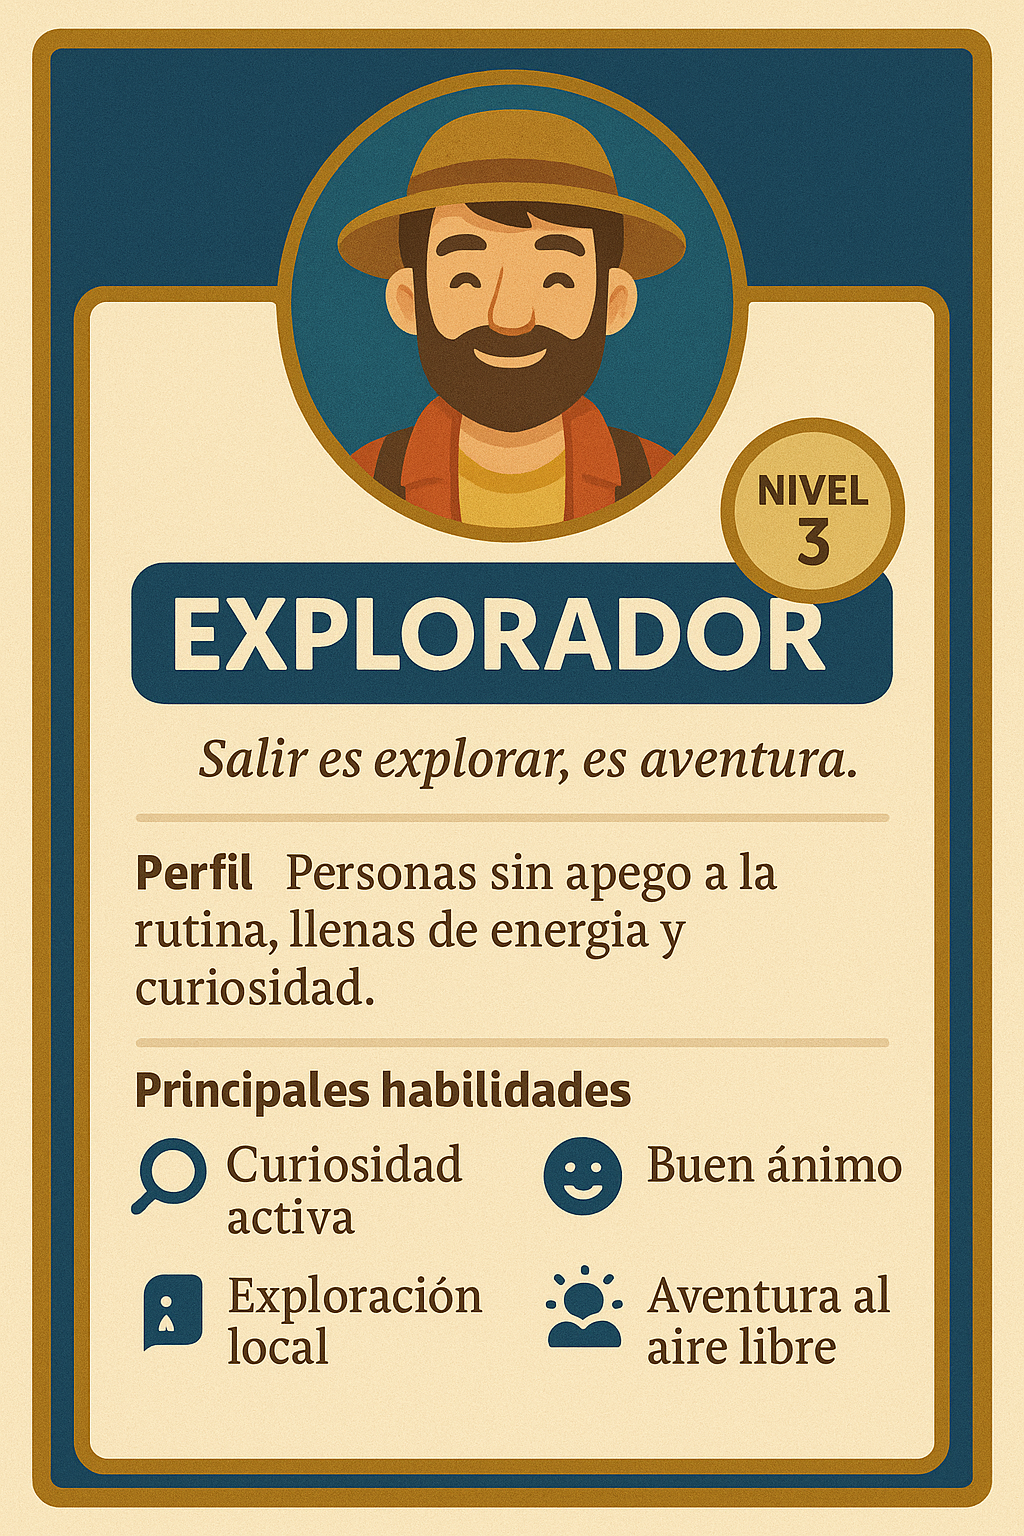 NIVEL
3
EXPLORADOR
Salir es explorar, es aventura.
Perfil Personas sin apego a la
rutina, llenas de energia y
curiosidad.
Principales habilidades
Curiosidad
activa
Buen ánimo
Exploración
local
Aventura al
aire libre